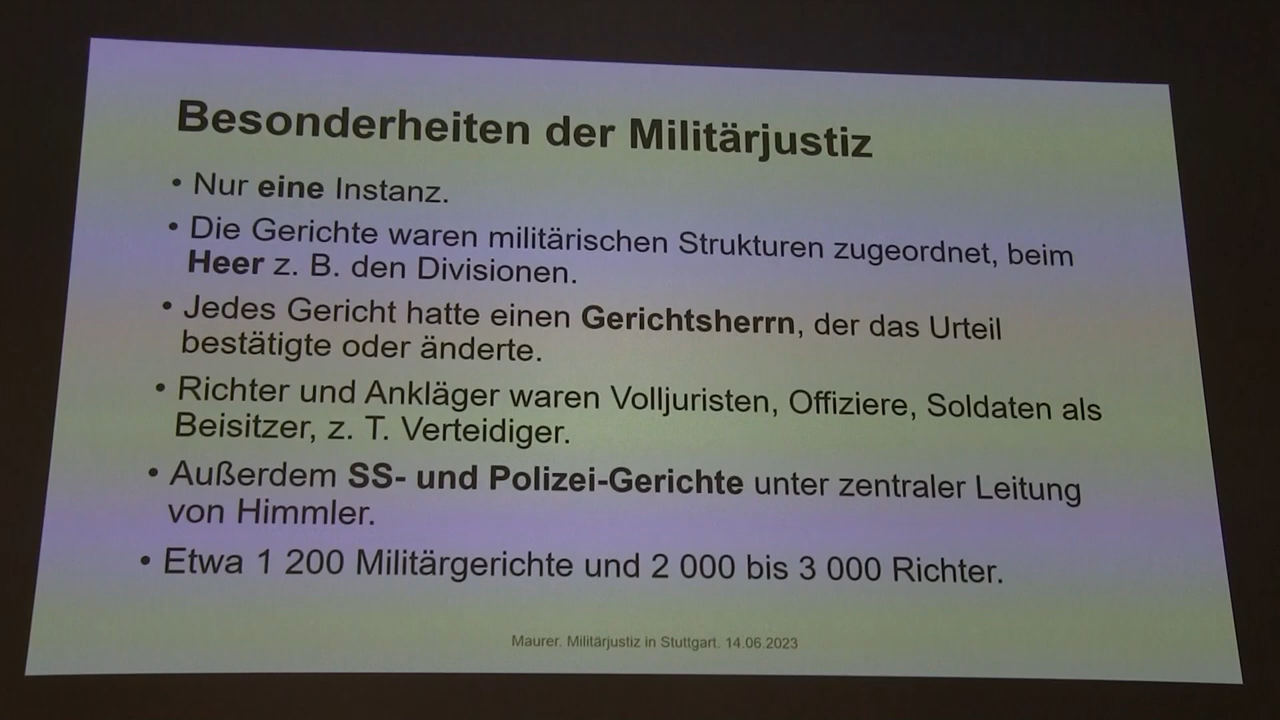 Besonderheiten der Militärjustiz
• Nur eine Instanz.
• Die Gerichte waren militärischen Strukturen zugeordnet, beim
Heer z. B. den Divisionen.
• Jedes Gericht hatte einen Gerichtsherrn, der das Urteil
bestätigte oder änderte.
• Richter und Ankläger waren Volljuristen, Offiziere, Soldaten als
Beisitzer, z. T. Verteidiger.
• Außerdem SS- und Polizei-Gerichte unter zentraler Leitung
von Himmler.
• Etwa 1 200 Militärgerichte und 2 000 bis 3 000 Richter.
Maurer. Militärjustiz in Stuttgart. 14.06.2023